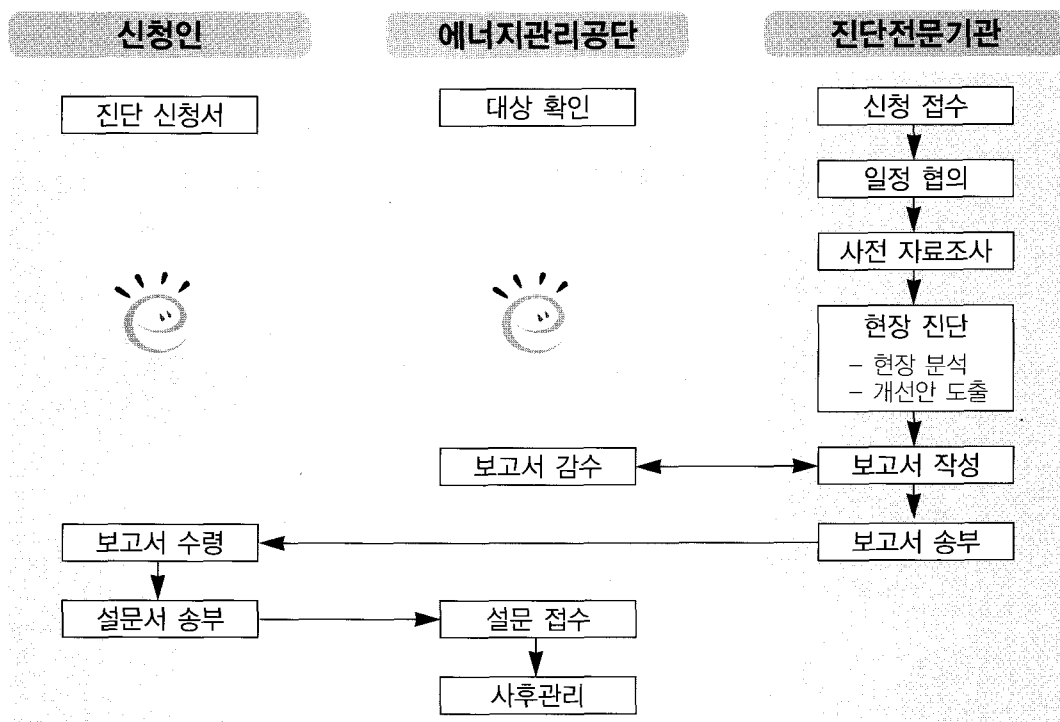 신청인
에너지관리공단
진단전문기관
진단 신청서
대상 확인
신청 접수
일정 협의
사전 자료조사
현장 진단
- 현장 분석
- 개선안 도출
보고서 감수
보고서 작성
보고서 수령
보고서 송부
설문서 송부
설문 접수
사후관리